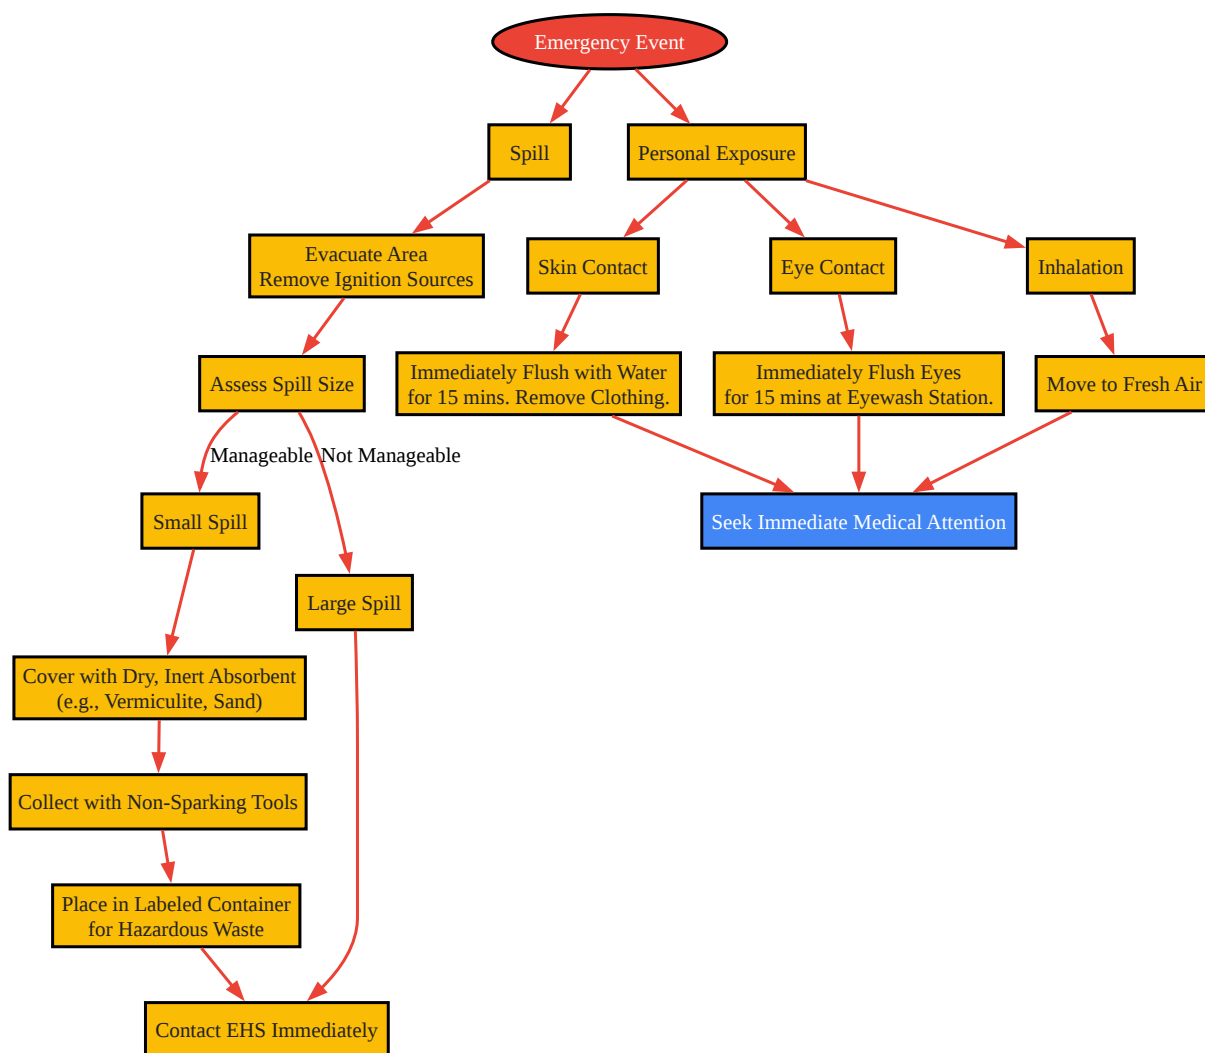 Emergency Event
Spill
Personal Exposure
Evacuate Area
Remove Ignition Sources
Skin Contact
Eye Contact
Inhalation
Assess Spill Size
Immediately Flush with Water
for 15 mins. Remove Clothing.
Immediately Flush Eyes
for 15 mins at Eyewash Station.
Move to Fresh Air
Manageable
Not Manageable
Small Spill
Seek Immediate Medical Attention
Large Spill
Cover with Dry, Inert Absorbent
(e.g., Vermiculite, Sand)
Collect with Non-Sparking Tools
Place in Labeled Container
for Hazardous Waste
Contact EHS Immediately